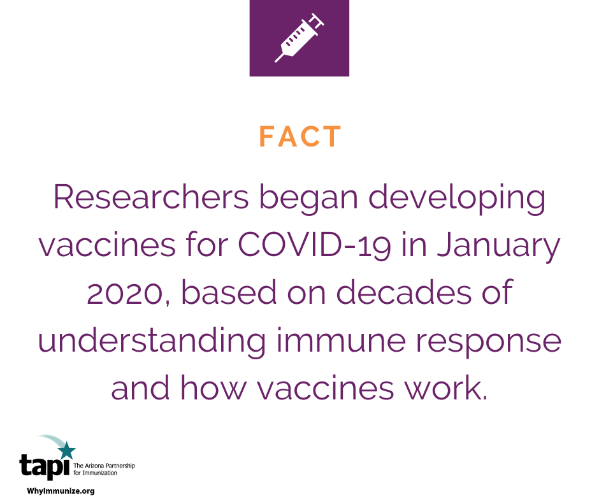 FACT
Researchers began developing
vaccines for COVID-19 in January
2020, based on decades of
understanding immune response
and how vaccines work.
tapi
The Arizona Partnership
for Immunization
WhyImmunize.org